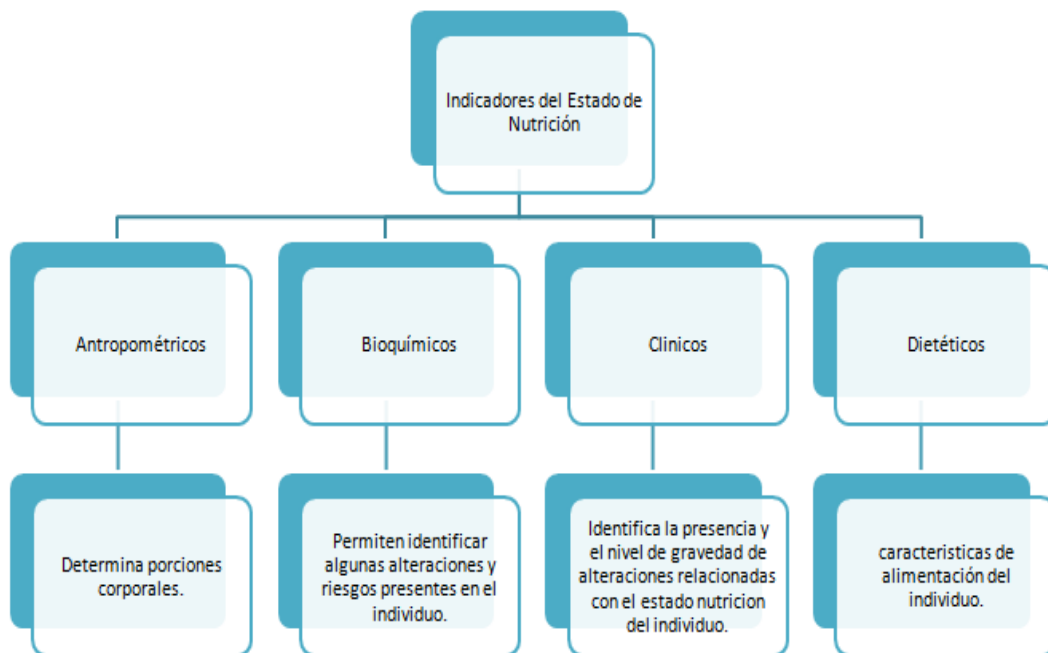 Indicadores del Estado de
Nutrición
Antropométricos
Bioquímicos
Clinicos
Dietéticos
Determina porciones
corporales.
Permiten identificar
algunas alteraciones y
riesgos presentes en el
individuo.
Identifica la presencia y
el nivel de gravedad de
alteraciones relacionadas
con el estado nutricion
del individuo.
caracteristicas de
alimentación del
individuo.